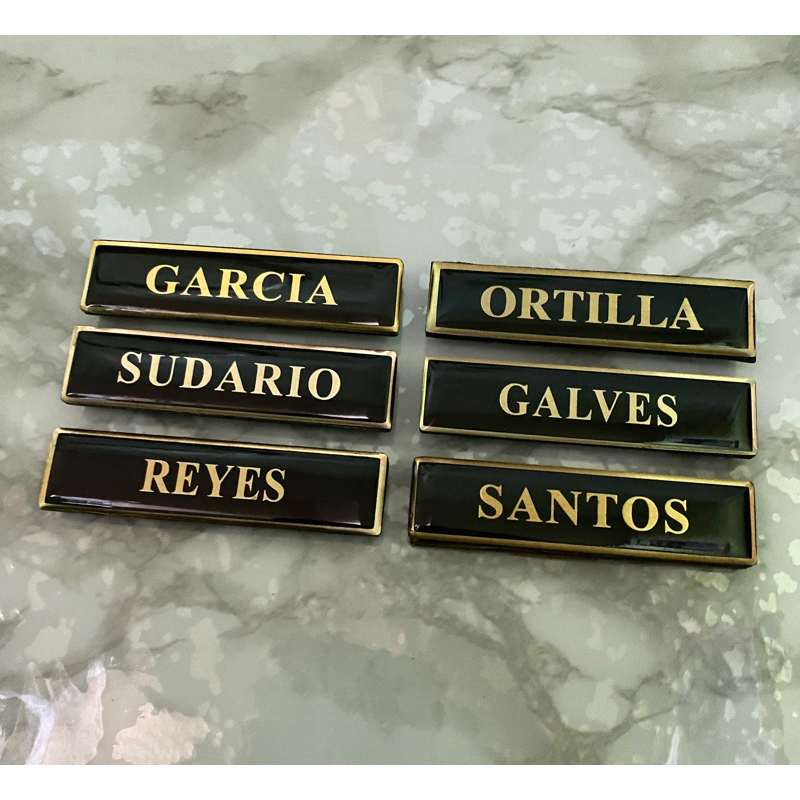 GARCIA
SUDARIO
REYES
ORTILLA
GALVES
SANTOS